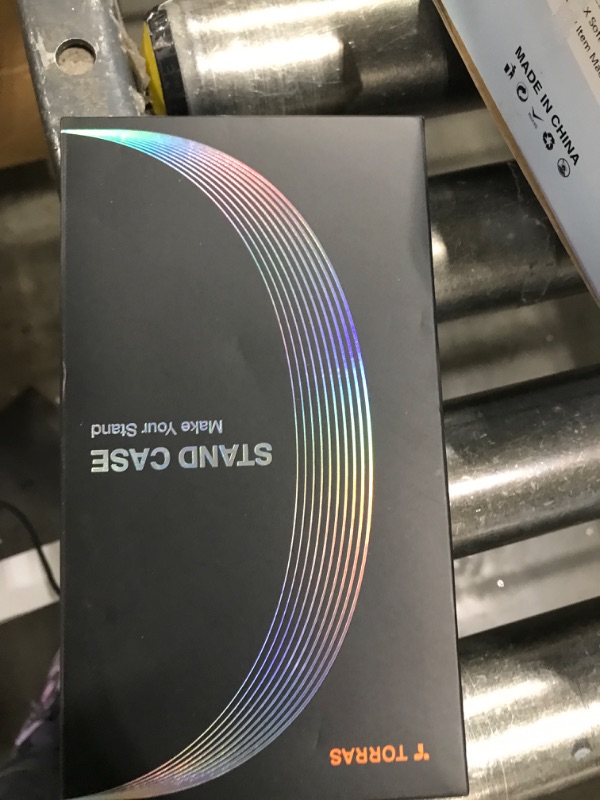 TORRAS
STAND CASE
Make Your Stand
MADE IN CHINA